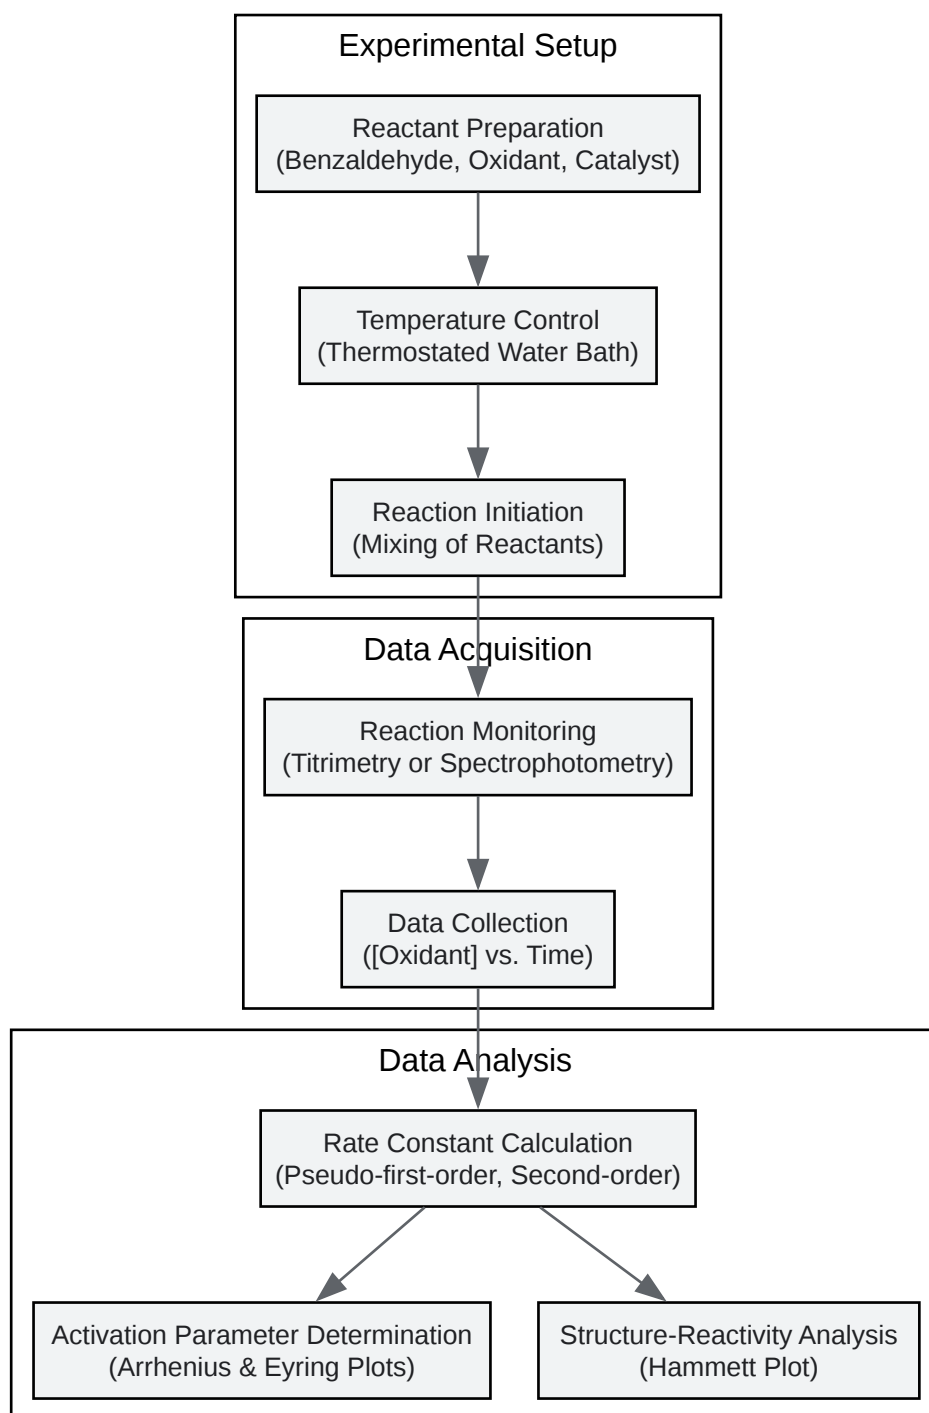 Experimental Setup
Reactant Preparation
(Benzaldehyde, Oxidant, Catalyst)
Temperature Control
(Thermostated Water Bath)
Reaction Initiation
(Mixing of Reactants)
Data Acquisition
Reaction Monitoring
(Titrimetry or Spectrophotometry)
Data Collection
([Oxidant] vs. Time)
Data Analysis
Rate Constant Calculation
(Pseudo-first-order, Second-order)
Activation Parameter Determination
(Arrhenius & Eyring Plots)
Structure-Reactivity Analysis
(Hammett Plot)